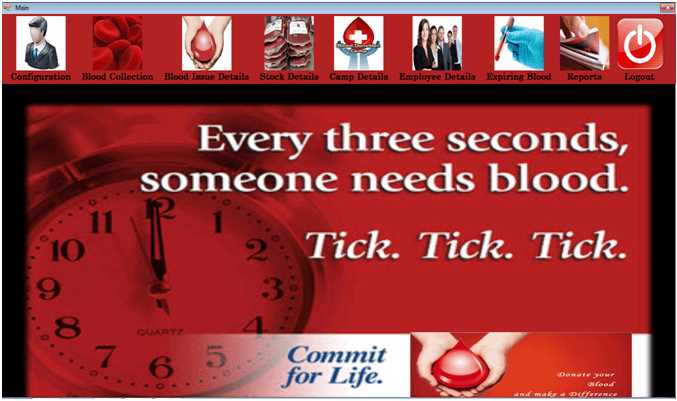 Main
Configuration
Blood Collection
Blood Issue Details
Stock Details
Camp Details
Employee Details
Expiring Blood
Reports
Logout
Every three seconds,
someone needs blood.
Tick. Tick. Tick.
12
11
1
10
2
9
3
8
4
7
6
5
QUARTZ
Commit
for Life.
Donate your
Blood
and make a Difference